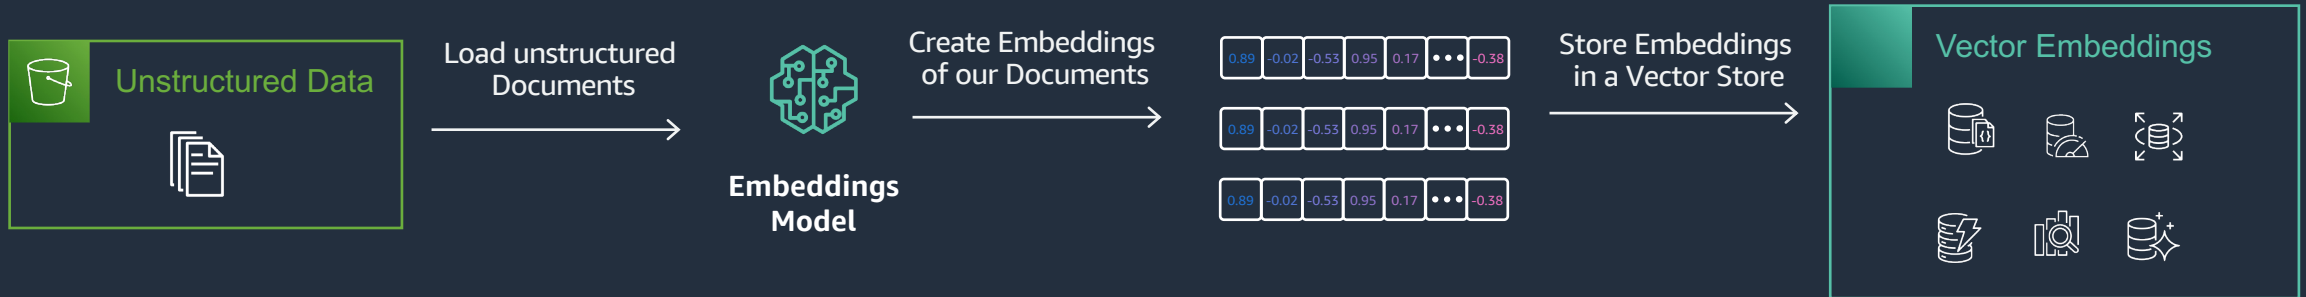 Unstructured Data
Load unstructured
Documents
Embeddings
Model
Create Embeddings
of our Documents
0.89 -0.02 -0.53 0.95 0.17 ••• -0.38
0.89 -0.02 -0.53 0.95 0.17 ••• -0.38
0.89 -0.02 -0.53 0.95 0.17 ••• -0.38
Store Embeddings
in a Vector Store
Vector Embeddings
{}